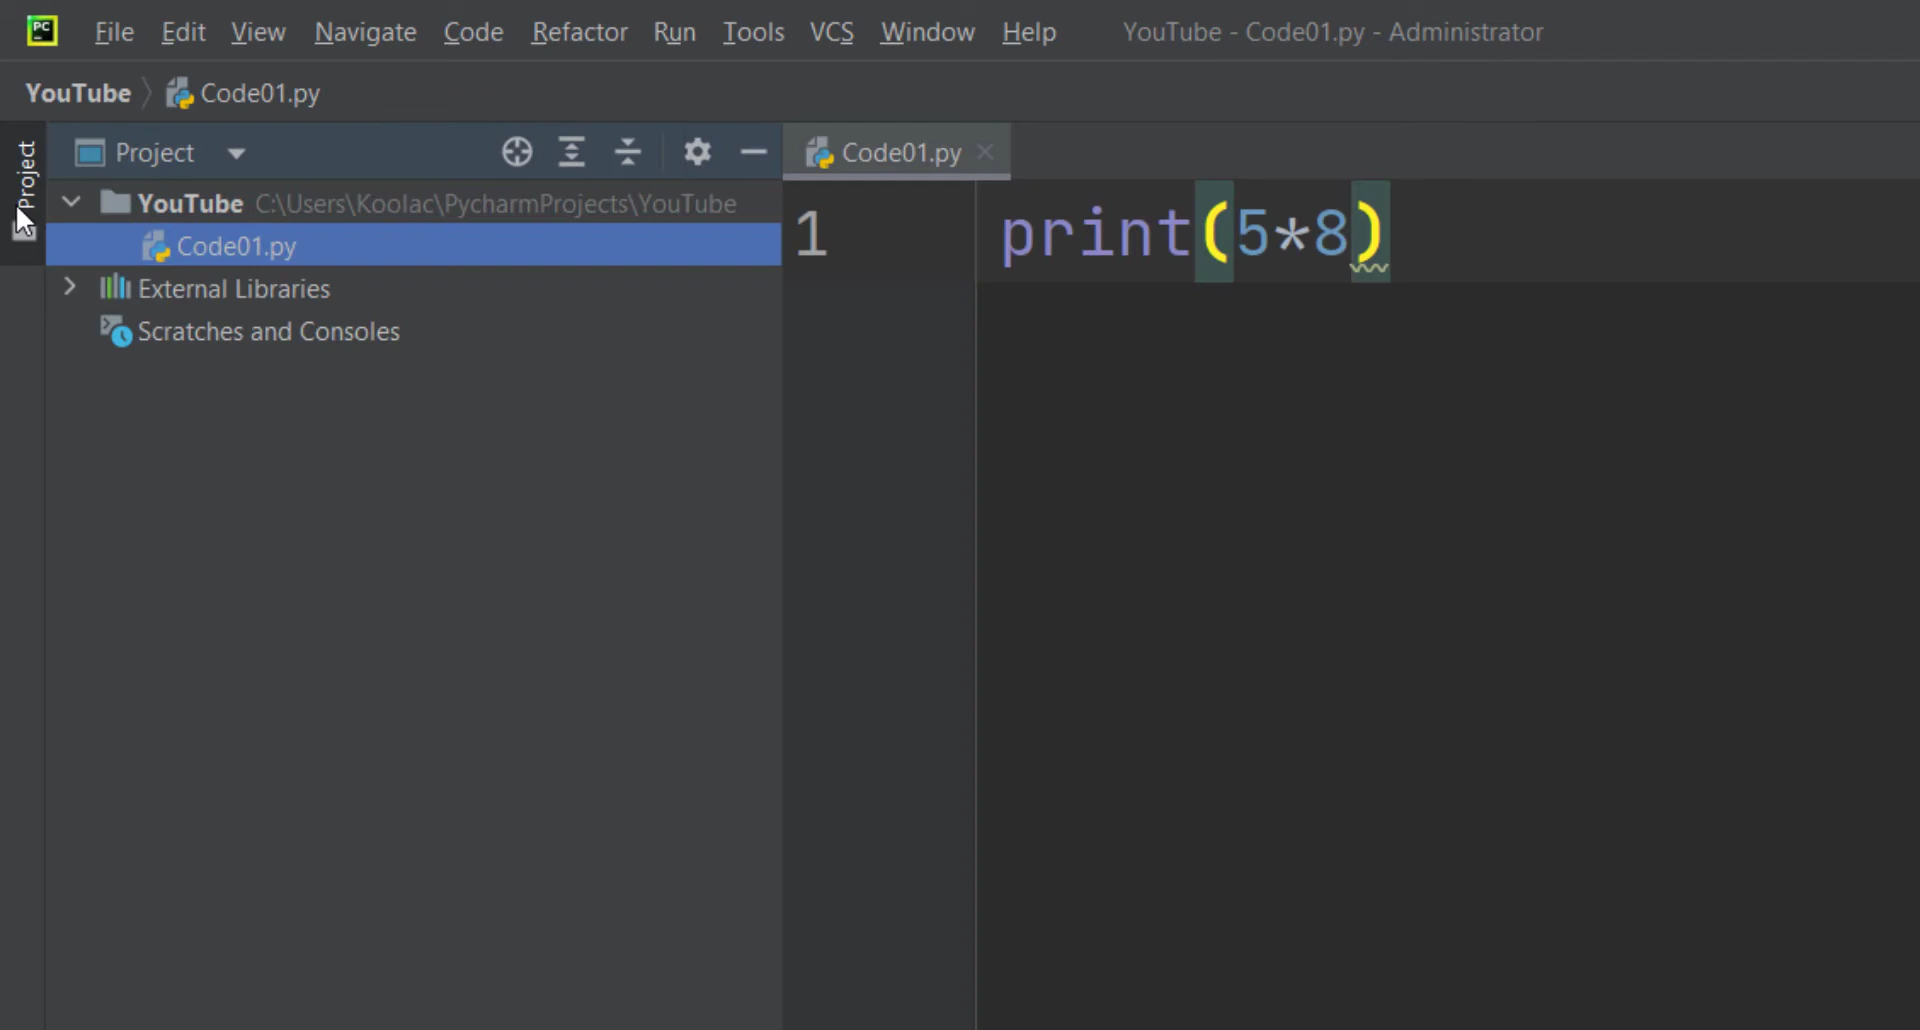 PC File Edit View Navigate Code Refactor Run Tools VCS Window Help YouTube - Code01.py - Administrator
YouTube Code01.py
Project
Project
Code01.py
YouTube C:\Users\Koolac\PycharmProjects\YouTube
Code01.py
External Libraries
Scratches and Consoles
1 print(5*8)